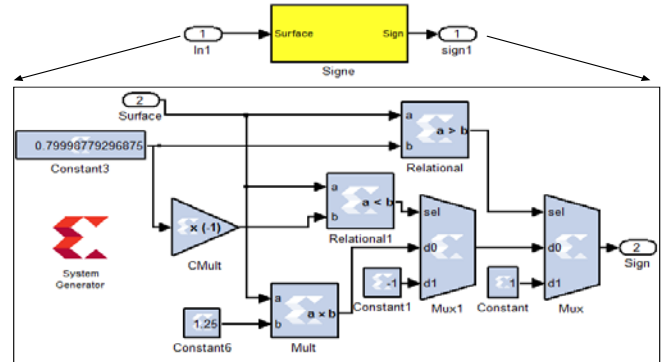 1
In1
Surface
Sign
Signe
1
sign1
2
Surface
0.79998779296875
Constant3
a
b
a > b
Relational
a
b
a < b
Relational1
x (-1)
CMult
System
Generator
sel
d0
d1
Mux1
sel
d0
d1
Mux
2
Sign
-1
Constant1
1
Constant
1.25
Constant6
a
b
a × b
Mult